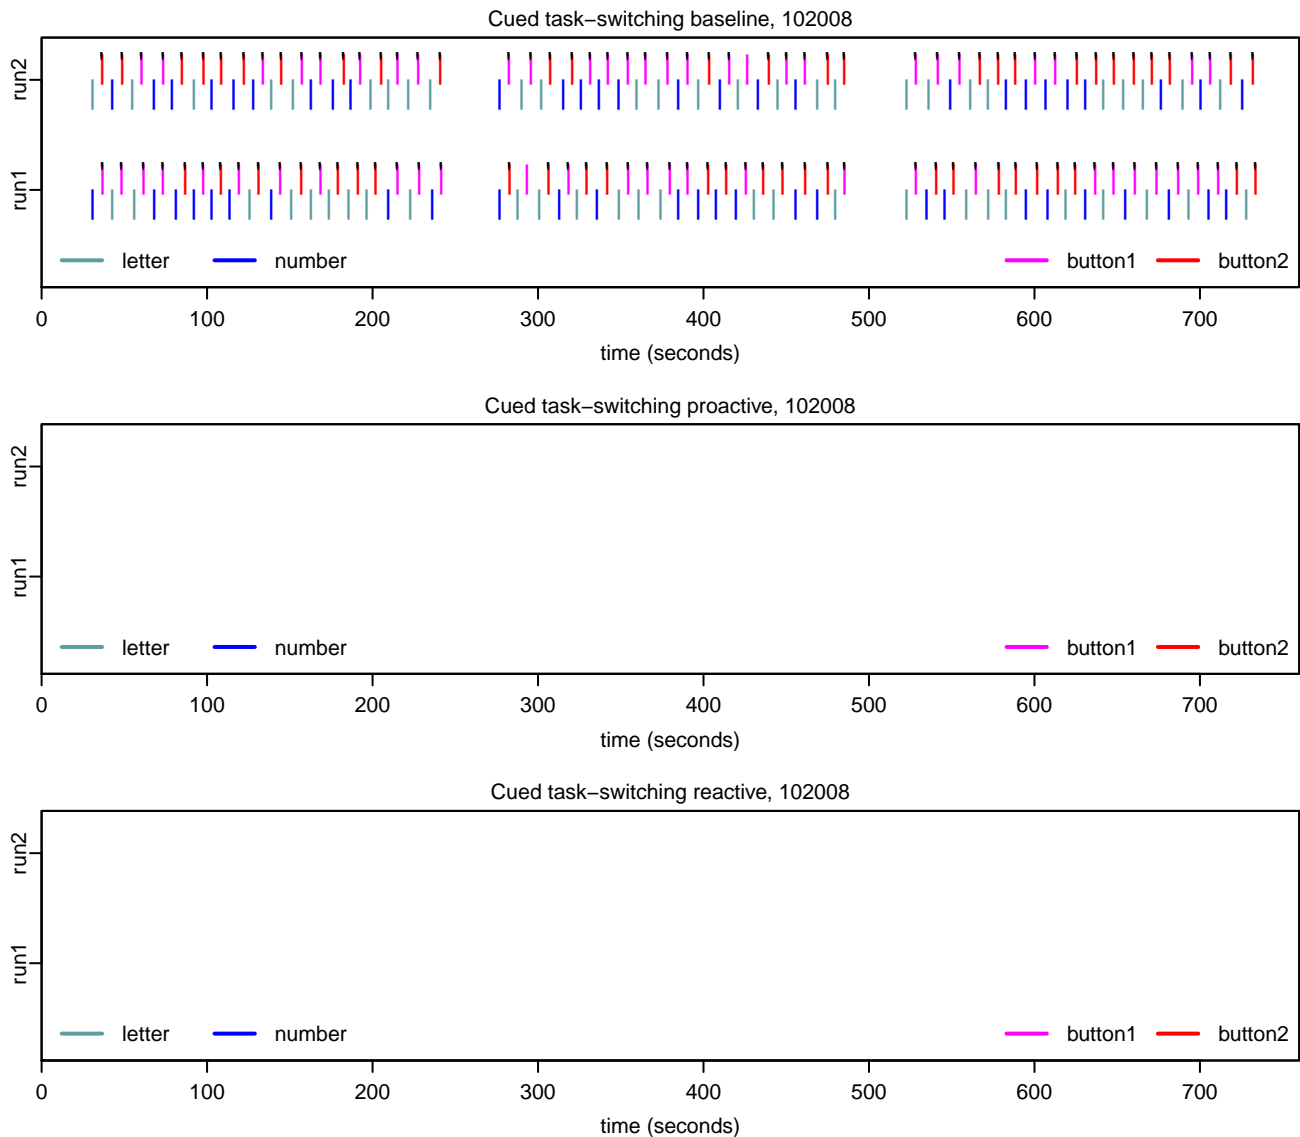 Cued task−switching baseline, 102008
run2
run1
letter number button1 button2
0 100 200 300 400 500 600 700
time (seconds)
Cued task−switching proactive, 102008
run2
run1
letter number button1 button2
0 100 200 300 400 500 600 700
time (seconds)
Cued task−switching reactive, 102008
run2
run1
letter number button1 button2
0 100 200 300 400 500 600 700
time (seconds)